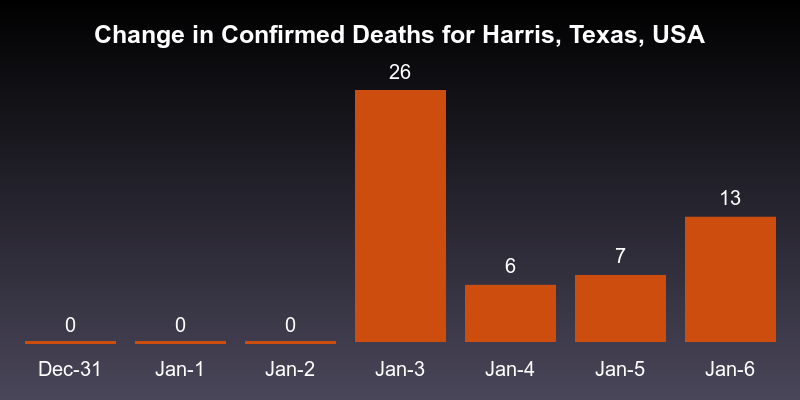 Change in Confirmed Deaths for Harris, Texas, USA
26
13
7
6
0 0 0
Dec-31 Jan-1 Jan-2 Jan-3 Jan-4 Jan-5 Jan-6